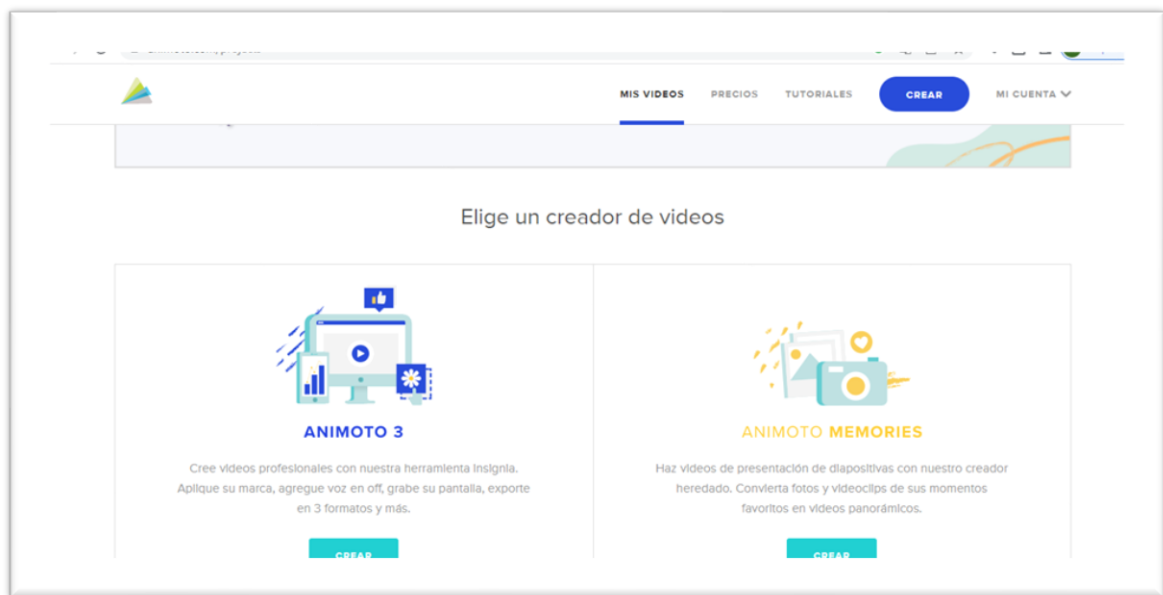 MIS VIDEOS PRECIOS TUTORIALES CREAR MI CUENTA
Elige un creador de videos
ANIMOTO 3
Cree videos profesionales con nuestra herramienta insignia.
Aplique su marca, agregue voz en off, grabe su pantalla, exporte
en 3 formatos y más.
CREAR
ANIMOTO MEMORIES
Haz videos de presentación de diapositivas con nuestro creador
heredado. Convierta fotos y videoclips de sus momentos
favoritos en videos panorámicos.
CREAR